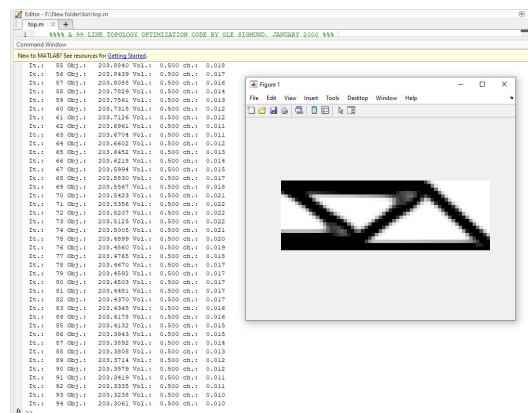 Editor - F:\New folder\bin\top.m
top.m × +
1 %%%% A 99 LINE TOPOLOGY OPTIMIZATION CODE BY OLE SIGMUND, JANUARY 2000 %%%
Command Window
New to MATLAB? See resources for Getting Started.
It.: 55 Obj.: 203.8840 Vol.: 0.500 ch.: 0.018
It.: 56 Obj.: 203.8439 Vol.: 0.500 ch.: 0.017
It.: 57 Obj.: 203.8088 Vol.: 0.500 ch.: 0.016
It.: 58 Obj.: 203.7829 Vol.: 0.500 ch.: 0.014
It.: 59 Obj.: 203.7561 Vol.: 0.500 ch.: 0.013
It.: 60 Obj.: 203.7315 Vol.: 0.500 ch.: 0.012
It.: 61 Obj.: 203.7126 Vol.: 0.500 ch.: 0.012
It.: 62 Obj.: 203.6961 Vol.: 0.500 ch.: 0.011
It.: 63 Obj.: 203.6704 Vol.: 0.500 ch.: 0.011
It.: 64 Obj.: 203.6602 Vol.: 0.500 ch.: 0.012
It.: 65 Obj.: 203.6452 Vol.: 0.500 ch.: 0.013
It.: 66 Obj.: 203.6218 Vol.: 0.500 ch.: 0.014
It.: 67 Obj.: 203.5994 Vol.: 0.500 ch.: 0.015
It.: 68 Obj.: 203.5830 Vol.: 0.500 ch.: 0.017
It.: 69 Obj.: 203.5567 Vol.: 0.500 ch.: 0.018
It.: 70 Obj.: 203.5423 Vol.: 0.500 ch.: 0.021
It.: 71 Obj.: 203.5356 Vol.: 0.500 ch.: 0.022
It.: 72 Obj.: 203.5207 Vol.: 0.500 ch.: 0.022
It.: 73 Obj.: 203.5125 Vol.: 0.500 ch.: 0.022
It.: 74 Obj.: 203.5005 Vol.: 0.500 ch.: 0.021
It.: 75 Obj.: 203.4899 Vol.: 0.500 ch.: 0.020
It.: 76 Obj.: 203.4860 Vol.: 0.500 ch.: 0.019
It.: 77 Obj.: 203.4765 Vol.: 0.500 ch.: 0.018
It.: 78 Obj.: 203.4670 Vol.: 0.500 ch.: 0.017
It.: 79 Obj.: 203.4592 Vol.: 0.500 ch.: 0.017
It.: 80 Obj.: 203.4503 Vol.: 0.500 ch.: 0.017
It.: 81 Obj.: 203.4481 Vol.: 0.500 ch.: 0.017
It.: 82 Obj.: 203.4370 Vol.: 0.500 ch.: 0.017
It.: 83 Obj.: 203.4345 Vol.: 0.500 ch.: 0.016
It.: 84 Obj.: 203.4178 Vol.: 0.500 ch.: 0.016
It.: 85 Obj.: 203.4132 Vol.: 0.500 ch.: 0.015
It.: 86 Obj.: 203.3943 Vol.: 0.500 ch.: 0.015
It.: 87 Obj.: 203.3892 Vol.: 0.500 ch.: 0.014
It.: 88 Obj.: 203.3808 Vol.: 0.500 ch.: 0.013
It.: 89 Obj.: 203.3714 Vol.: 0.500 ch.: 0.012
It.: 90 Obj.: 203.3579 Vol.: 0.500 ch.: 0.012
It.: 91 Obj.: 203.3419 Vol.: 0.500 ch.: 0.011
It.: 92 Obj.: 203.3335 Vol.: 0.500 ch.: 0.011
It.: 93 Obj.: 203.3238 Vol.: 0.500 ch.: 0.010
It.: 94 Obj.: 203.3061 Vol.: 0.500 ch.: 0.010
fx >>
Figure 1
File Edit View Insert Tools Desktop Window Help